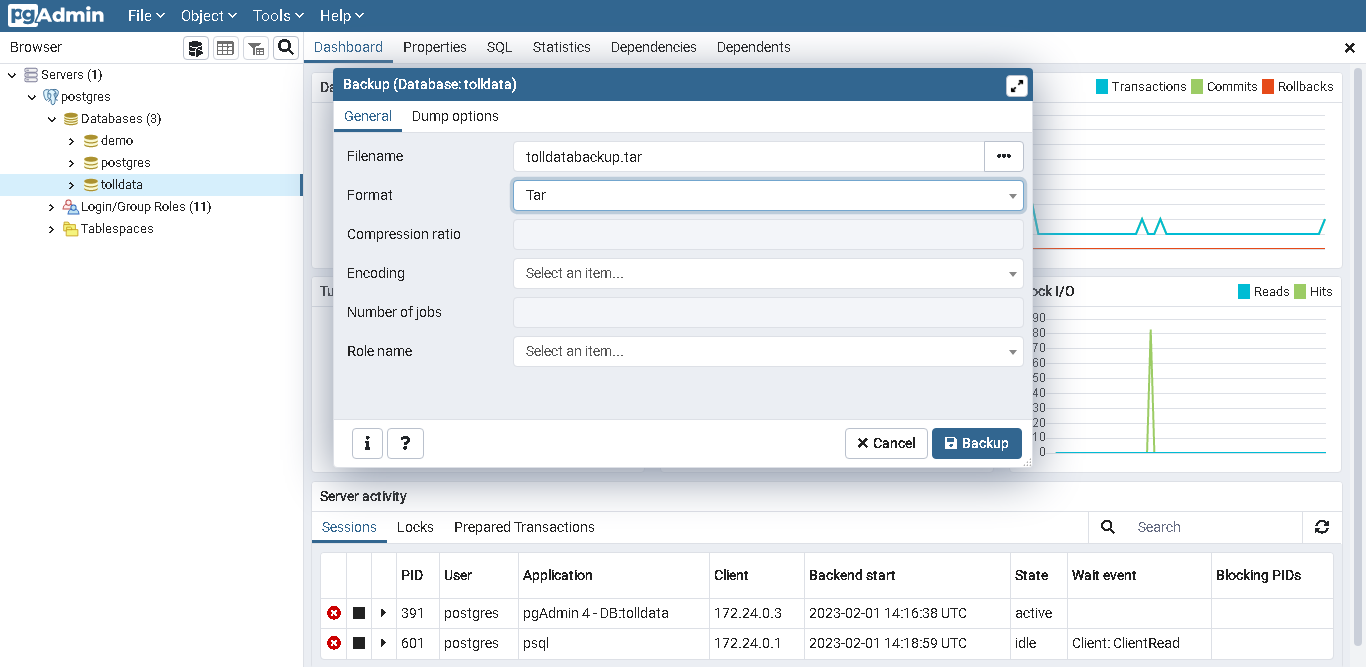 pgAdmin File Object Tools Help
Browser
Dashboard Properties SQL Statistics Dependencies Dependents
Servers (1)
postgres
Databases (3)
demo
postgres
tolldata
Login/Group Roles (11)
Tablespaces
Da
Transactions Commits Rollbacks
Backup (Database: tolldata)
General Dump options
Filename tolldatabackup.tar
Format Tar
Compression ratio
Encoding Select an item...
Number of jobs
Role name Select an item...
i ? Cancel Backup
Tu
ock I/O Reads Hits
90
80
70
60
50
40
30
20
10
0
Server activity
Sessions Locks Prepared Transactions Search
PID User Application Client Backend start State Wait event Blocking PIDs
391 postgres pgAdmin 4 - DB:tolldata 172.24.0.3 2023-02-01 14:16:38 UTC active
601 postgres psql 172.24.0.1 2023-02-01 14:18:59 UTC idle Client: ClientRead